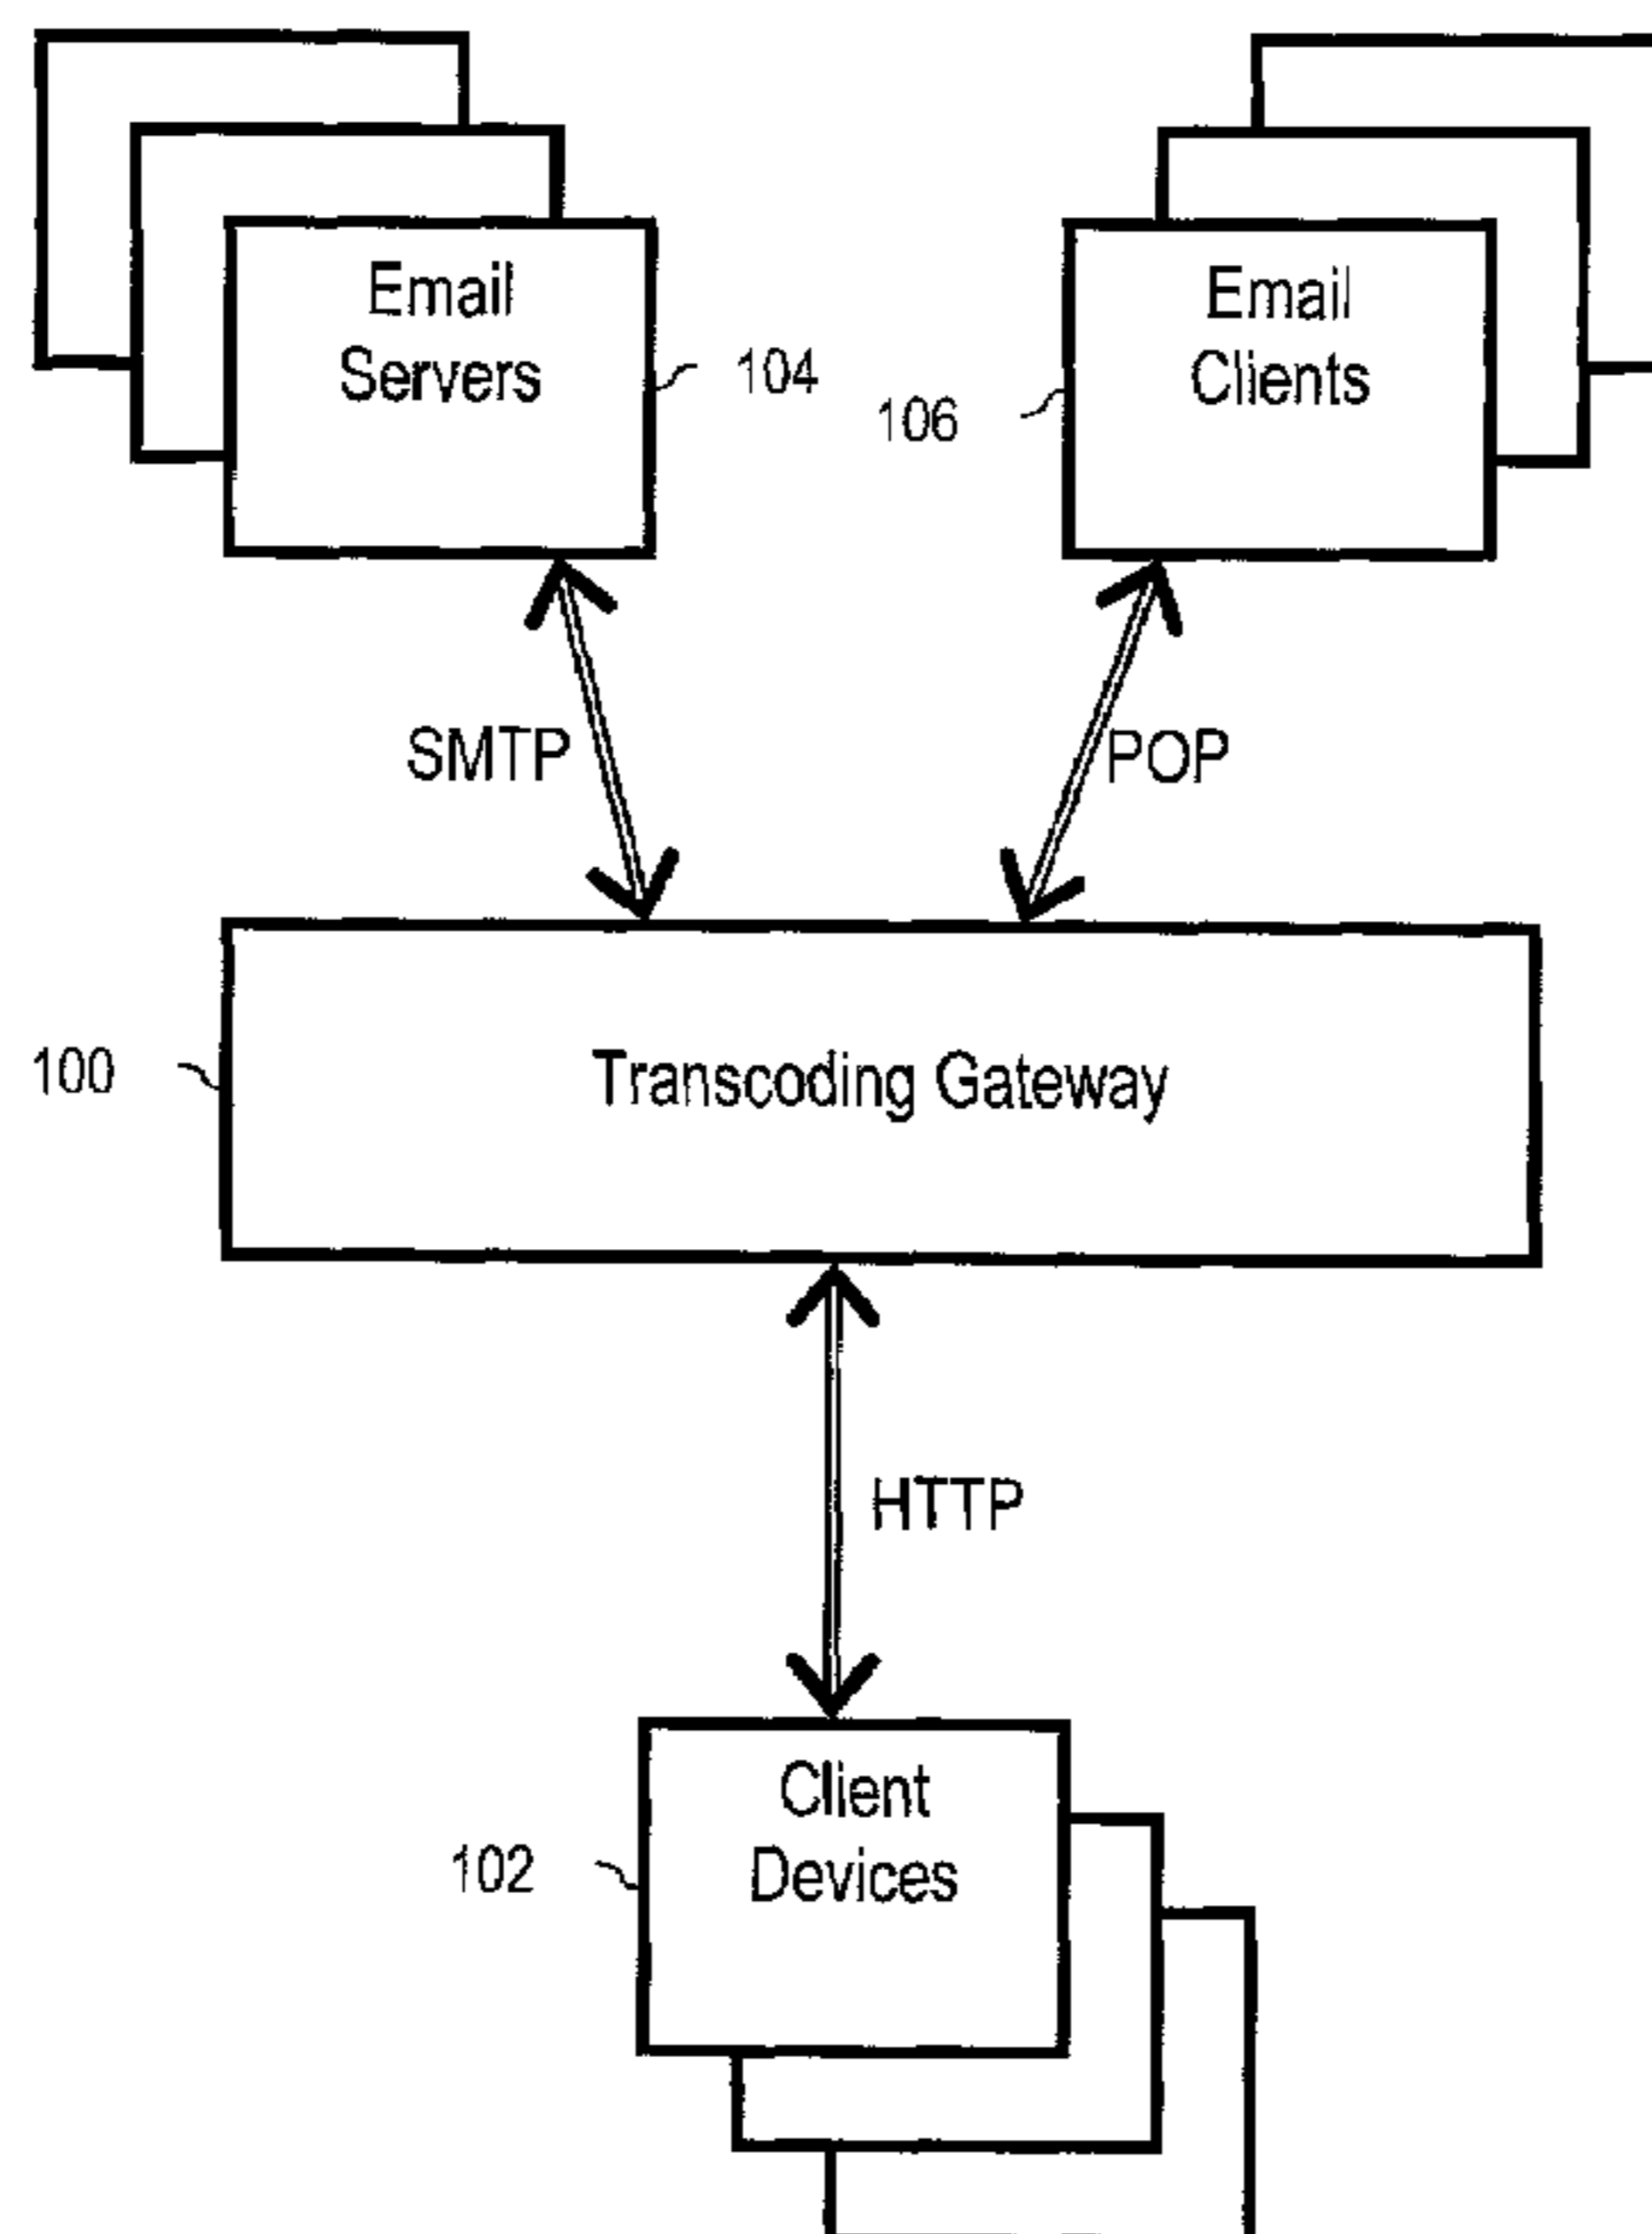 Email
Servers
104
Email
Clients
106
SMTP
POP
100
Transcoding Gateway
HTTP
Client
Devices
102